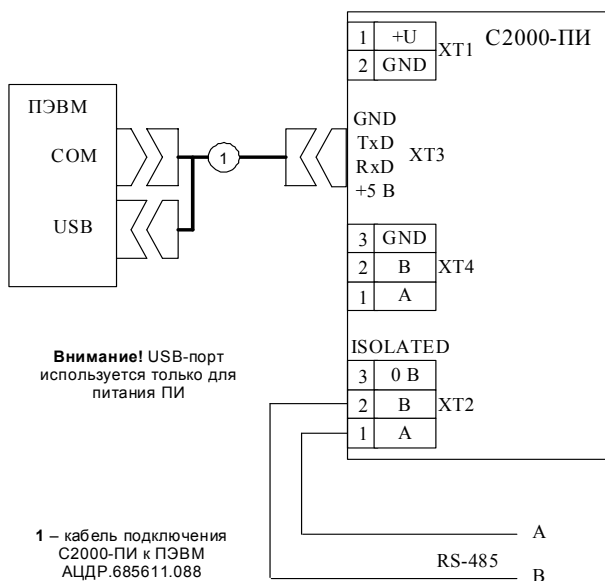 1 +U XT1 С2000-ПИ
2 GND
ПЭВМ
COM
USB
1
GND
TxD
RxD
+5 В
XT3
3 GND
2 B XT4
1 A
Внимание! USB-порт
используется только для
питания ПИ
ISOLATED
3 0 В
2 B XT2
1 A
1 – кабель подключения
С2000-ПИ к ПЭВМ
АЦДР.685611.088
A
RS-485
B